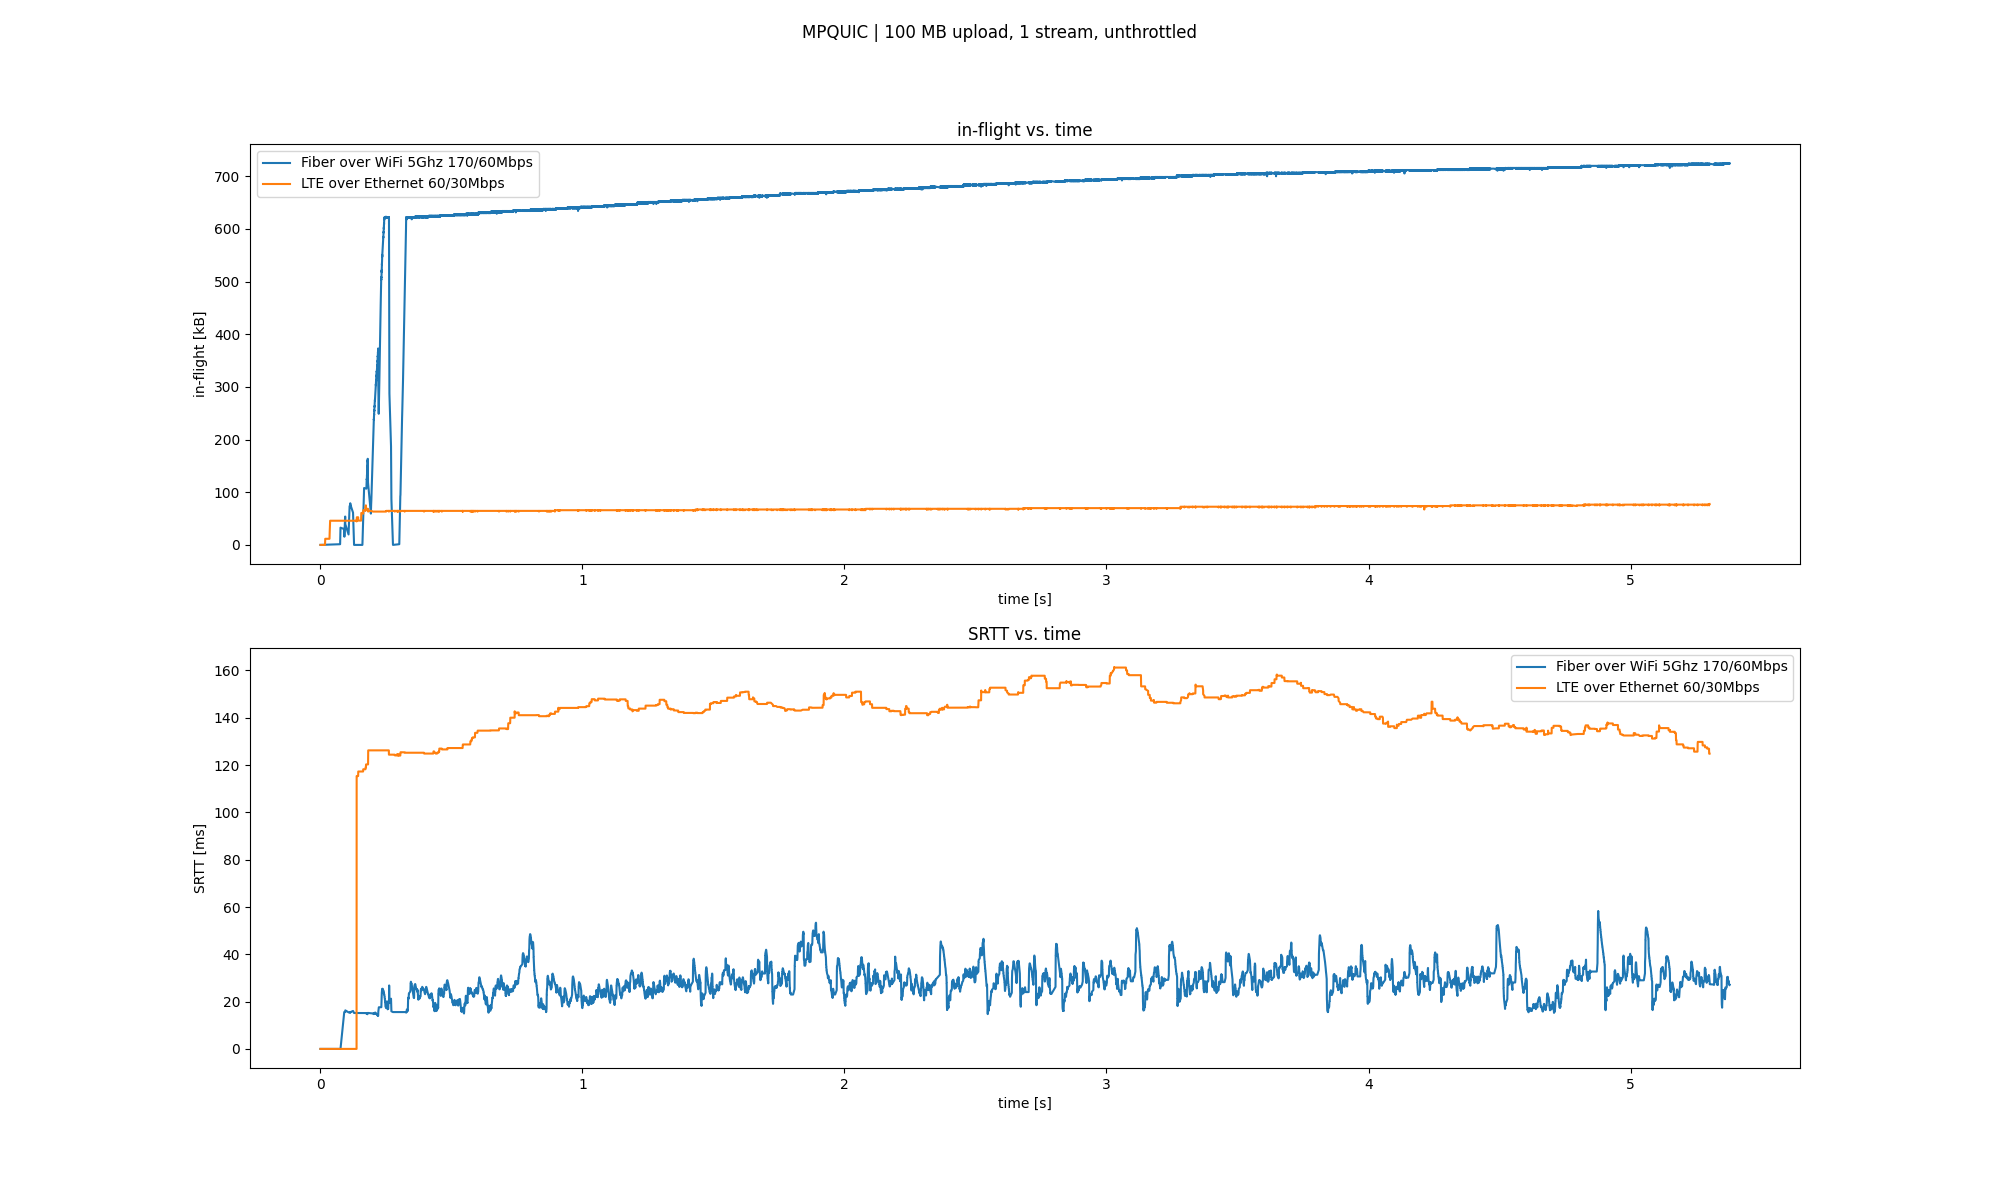 MPQUIC | 100 MB upload, 1 stream, unthrottled
in-flight vs. time
Fiber over WiFi 5Ghz 170/60Mbps
LTE over Ethernet 60/30Mbps
in-flight [kB]
700
600
500
400
300
200
100
0
0 1 2 3 4 5
time [s]
SRTT vs. time
Fiber over WiFi 5Ghz 170/60Mbps
LTE over Ethernet 60/30Mbps
SRTT [ms]
160
140
120
100
80
60
40
20
0
0 1 2 3 4 5
time [s]